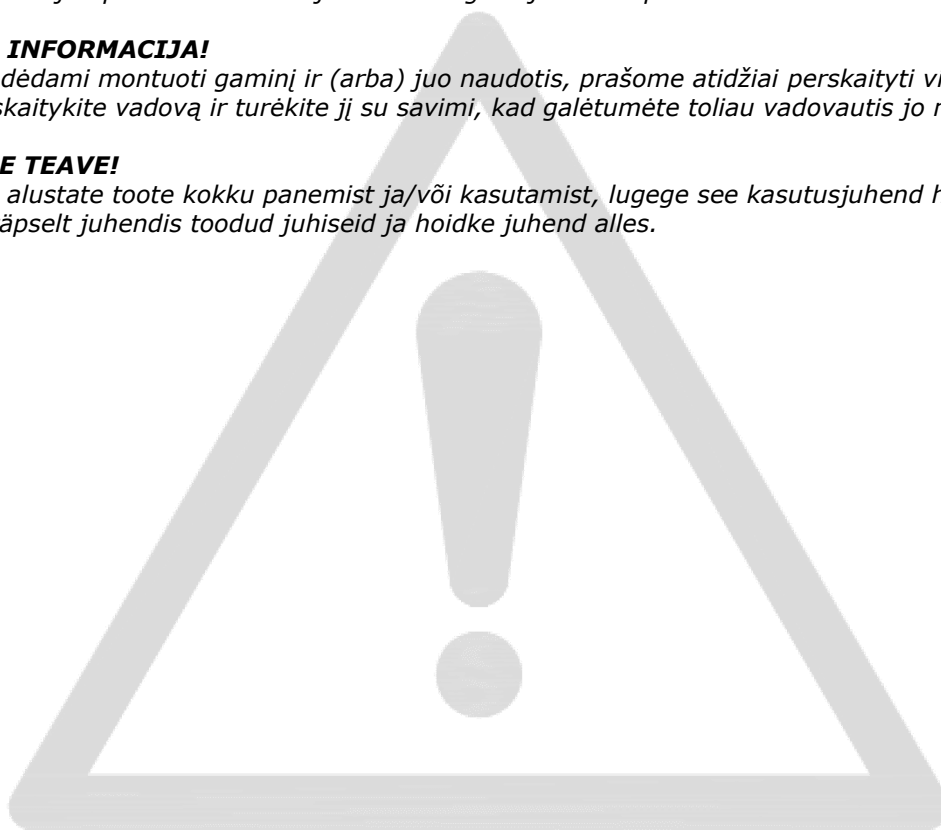 INFORMACIJA!
dėdami montuoti gaminį ir (arba) juo naudotis, prašome atidžiai perskaityti
skaitykite vadovą ir turėkite jį su savimi, kad galėtumėte toliau vadovautis jo
E TEAVE!
alustate toote kokku panemist ja/või kasutamist, lugege see kasutusjuhend
äpselt juhendis toodud juhiseid ja hoidke juhend alles.